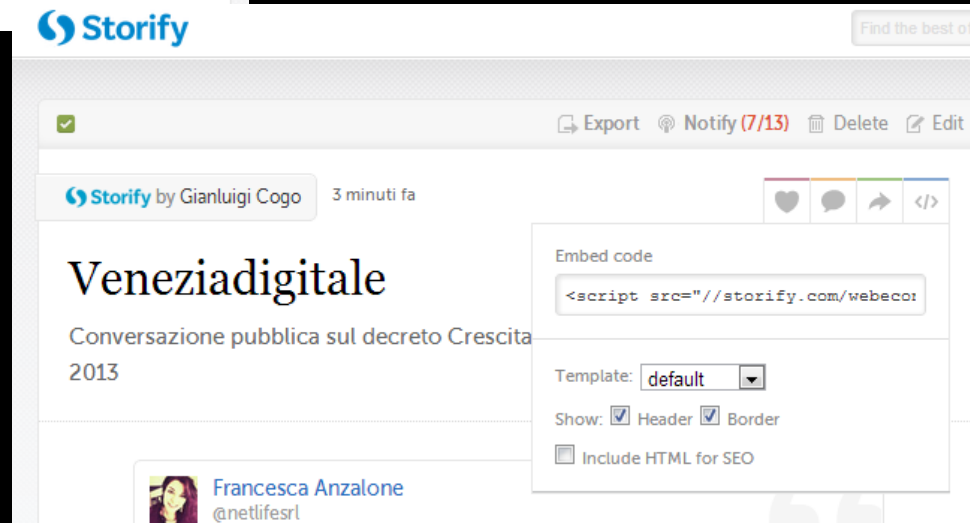 Storify
Find the best of
Export Notify (7/13) Delete Edit
Storify by Gianluigi Cogo 3 minuti fa
Veneziadigitale
Conversazione pubblica sul decreto Crescita
2013
Embed code
<script src="//storify.com/webecon
Template: default
Show: Header Border
Include HTML for SEO
Francesca Anzalone
@netlifesrl